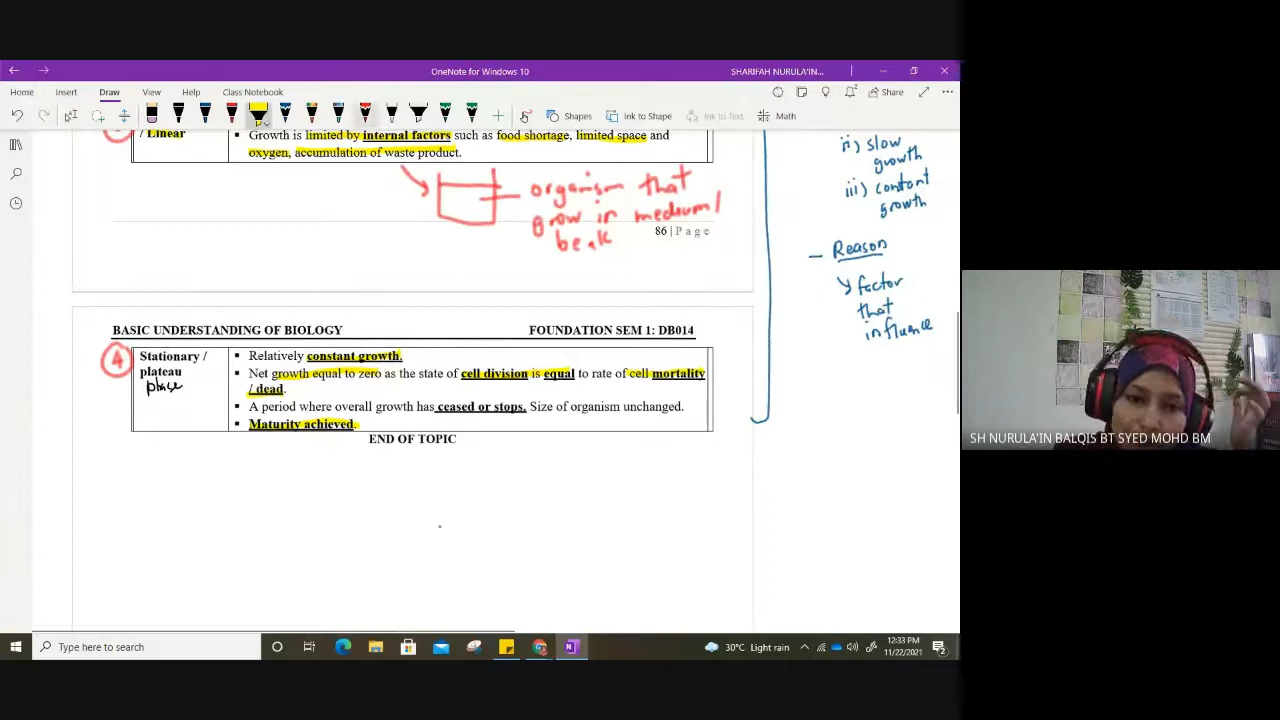 OneNote for Windows 10
SHARIFAH NURULA'IN...
Home Insert Draw View Help Class Notebook
Share
Shapes Ink to Shape Ink to Text Math
/ Linear
▪ Growth is limited by internal factors such as food shortage, limited space and
oxygen, accumulation of waste product.
organism that
grow in medium/
beak
86 | P a g e
ii) slow
growth
iii) constant
growth
- Reason
factor
that
influence
BASIC UNDERSTANDING OF BIOLOGY FOUNDATION SEM 1: DB014
4
Stationary /
plateau
phase
▪ Relatively constant growth.
▪ Net growth equal to zero as the state of cell division is equal to rate of cell mortality
/ dead.
▪ A period where overall growth has ceased or stops. Size of organism unchanged.
▪ Maturity achieved.
END OF TOPIC
SH NURULA'IN BALQIS BT SYED MOHD BM
Type here to search
30°C Light rain
12:33 PM
11/22/2021
2